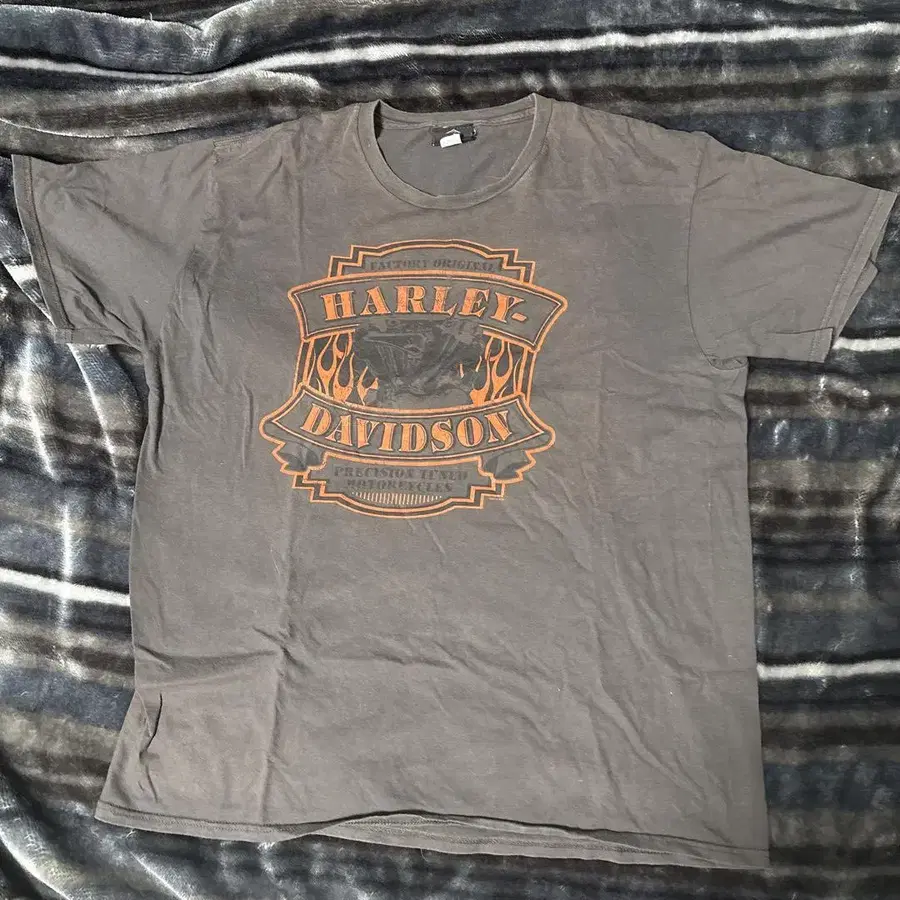 FACTORY ORIGINAL
HARLEY-
DAVIDSON
PRECISION TUNED
MOTORCYCLES